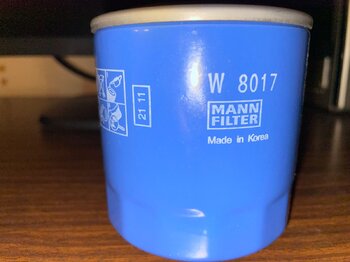 W 8017
MANN
FILTER
Made in Korea
21 11